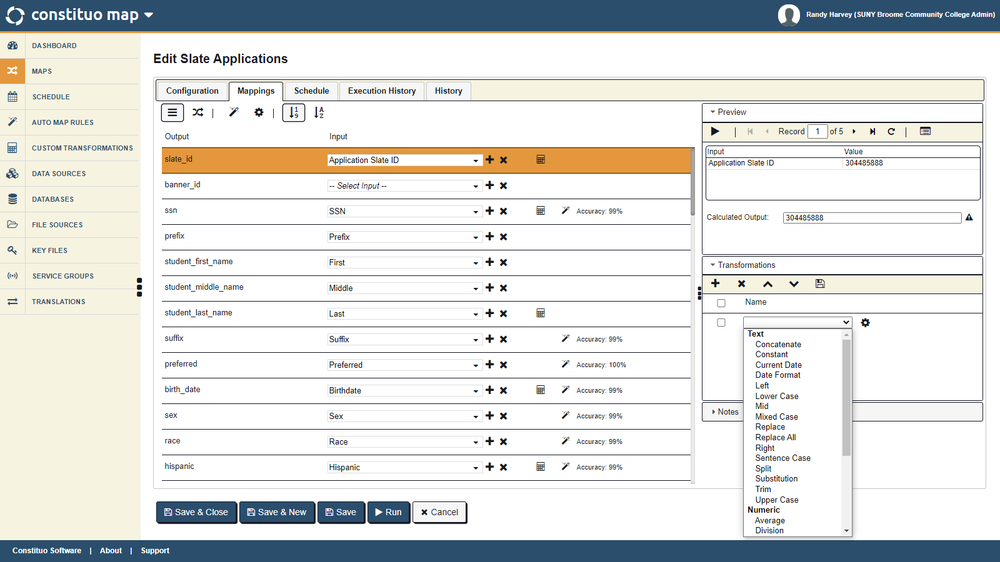 constituo map
Randy Harvey (SUNY Broome Community College Admin)
DASHBOARD
MAPS
SCHEDULE
AUTO MAP RULES
CUSTOM TRANSFORMATIONS
DATA SOURCES
DATABASES
FILE SOURCES
KEY FILES
SERVICE GROUPS
TRANSLATIONS
Edit Slate Applications
Configuration Mappings Schedule Execution History History
Output Input
slate_id Application Slate ID
banner_id -- Select Input --
ssn SSN Accuracy: 99%
prefix Prefix
student_first_name First
student_middle_name Middle
student_last_name Last
suffix Suffix Accuracy: 99%
preferred Preferred Accuracy: 100%
birth_date Birthdate Accuracy: 99%
sex Sex Accuracy: 99%
race Race Accuracy: 99%
hispanic Hispanic Accuracy: 99%
Preview
Record 1 of 5
Input Value
Application Slate ID 304485888
Calculated Output: 304485888
Transformations
Name
Text
Concatenate
Constant
Current Date
Date Format
Left
Lower Case
Mid
Mixed Case
Replace
Replace All
Right
Sentence Case
Split
Substitution
Trim
Upper Case
Numeric
Average
Division
Notes
Save & Close Save & New Save Run Cancel
Constituo Software | About | Support